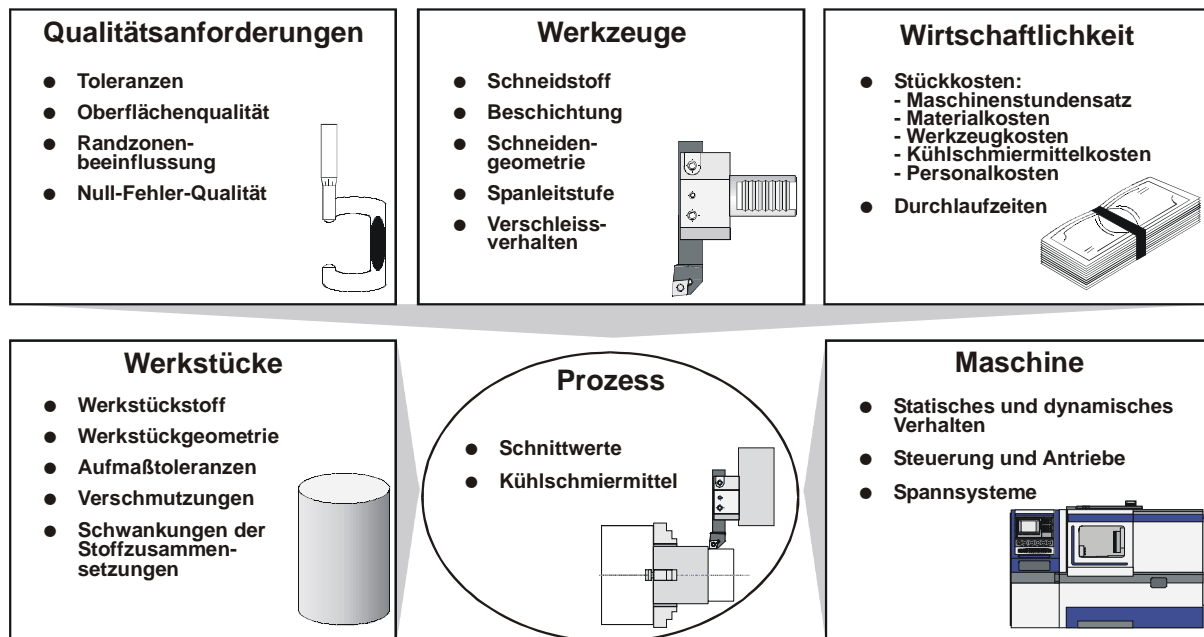 Qualitätsanforderungen
● Toleranzen
● Oberflächenqualität
● Randzonen-
beeinflussung
● Null-Fehler-Qualität
Werkzeuge
● Schneidstoff
● Beschichtung
● Schneiden-
geometrie
● Spanleitstufe
● Verschleiss-
verhalten
Wirtschaftlichkeit
● Stückkosten:
- Maschinenstundensatz
- Materialkosten
- Werkzeugkosten
- Kühlschmiermittelkosten
- Personalkosten
● Durchlaufzeiten
Werkstücke
● Werkstückstoff
● Werkstückgeometrie
● Aufmaßtoleranzen
● Verschmutzungen
● Schwankungen der
Stoffzusammen-
setzungen
Prozess
● Schnittwerte
● Kühlschmiermittel
Maschine
● Statisches und dynamisches
Verhalten
● Steuerung und Antriebe
● Spannsysteme